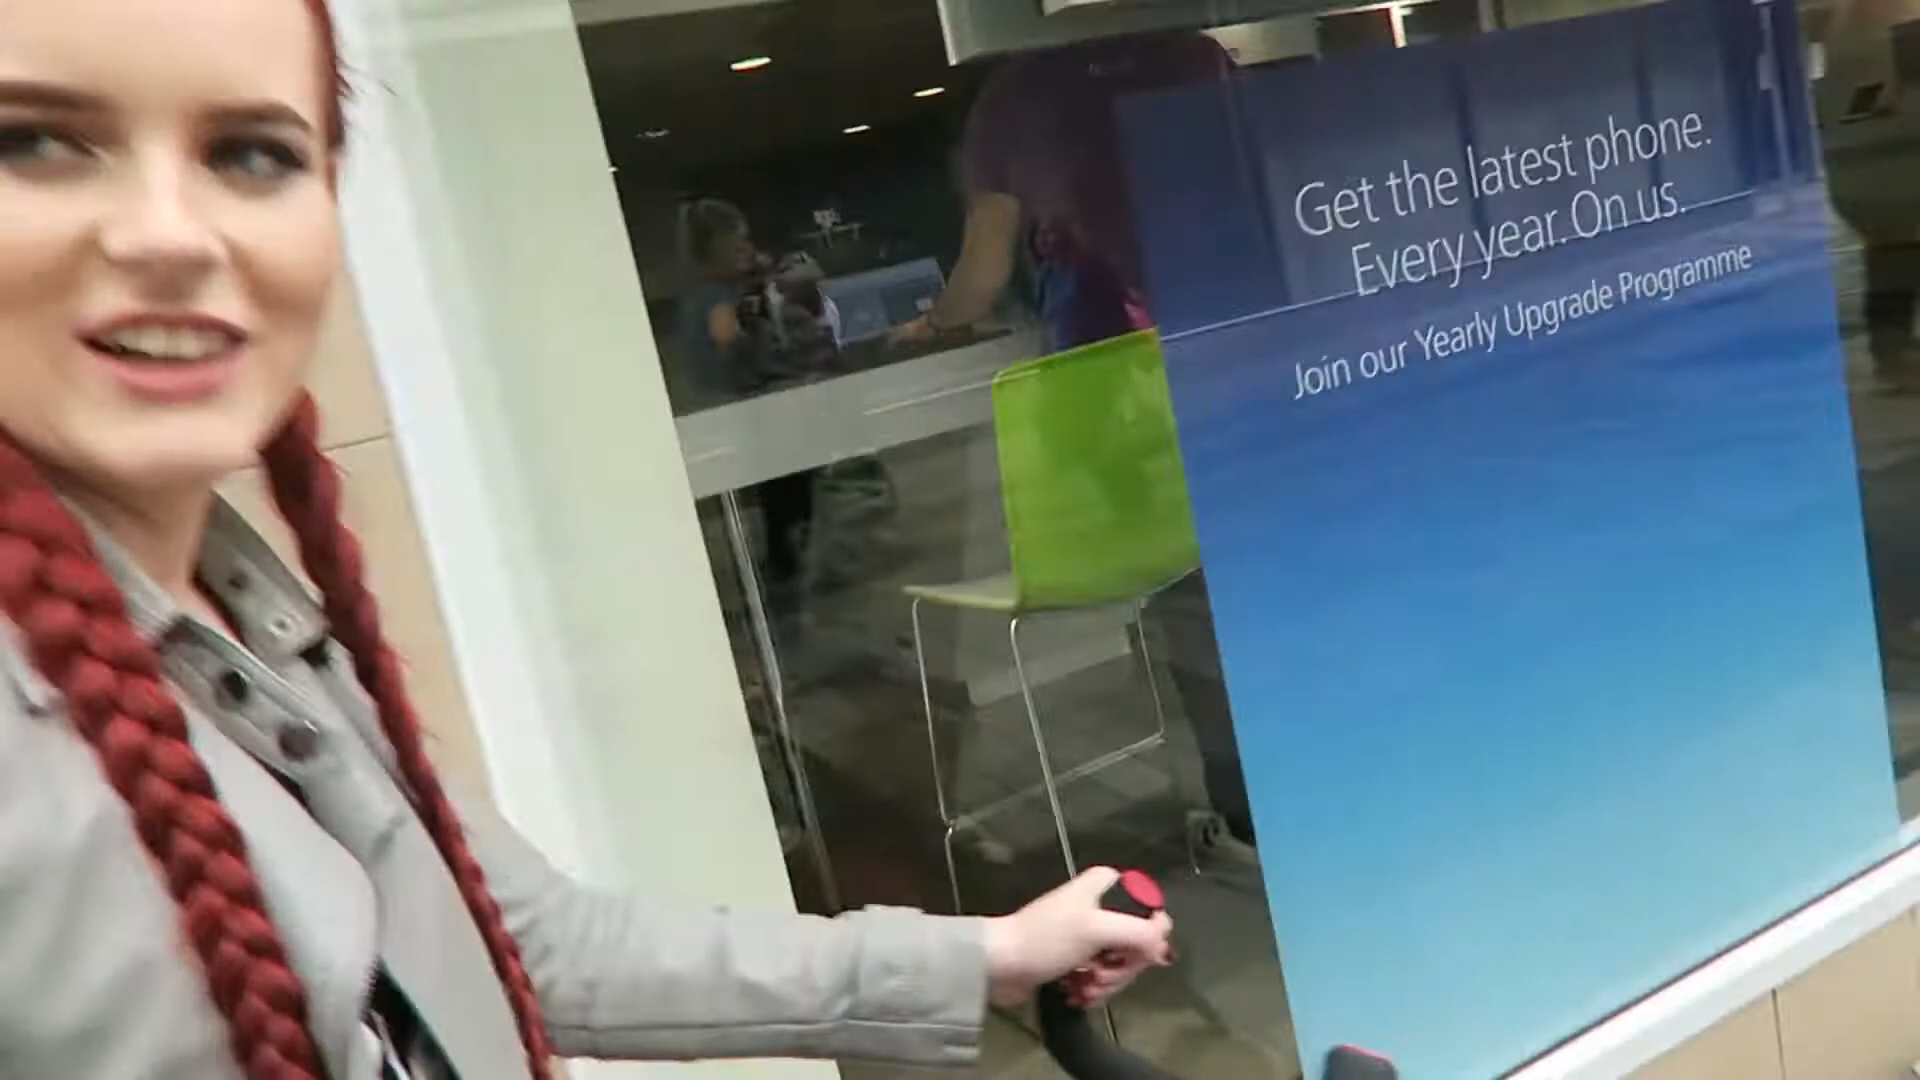 Get the latest phone.
Every year. On us.
Join our Yearly Upgrade Programme